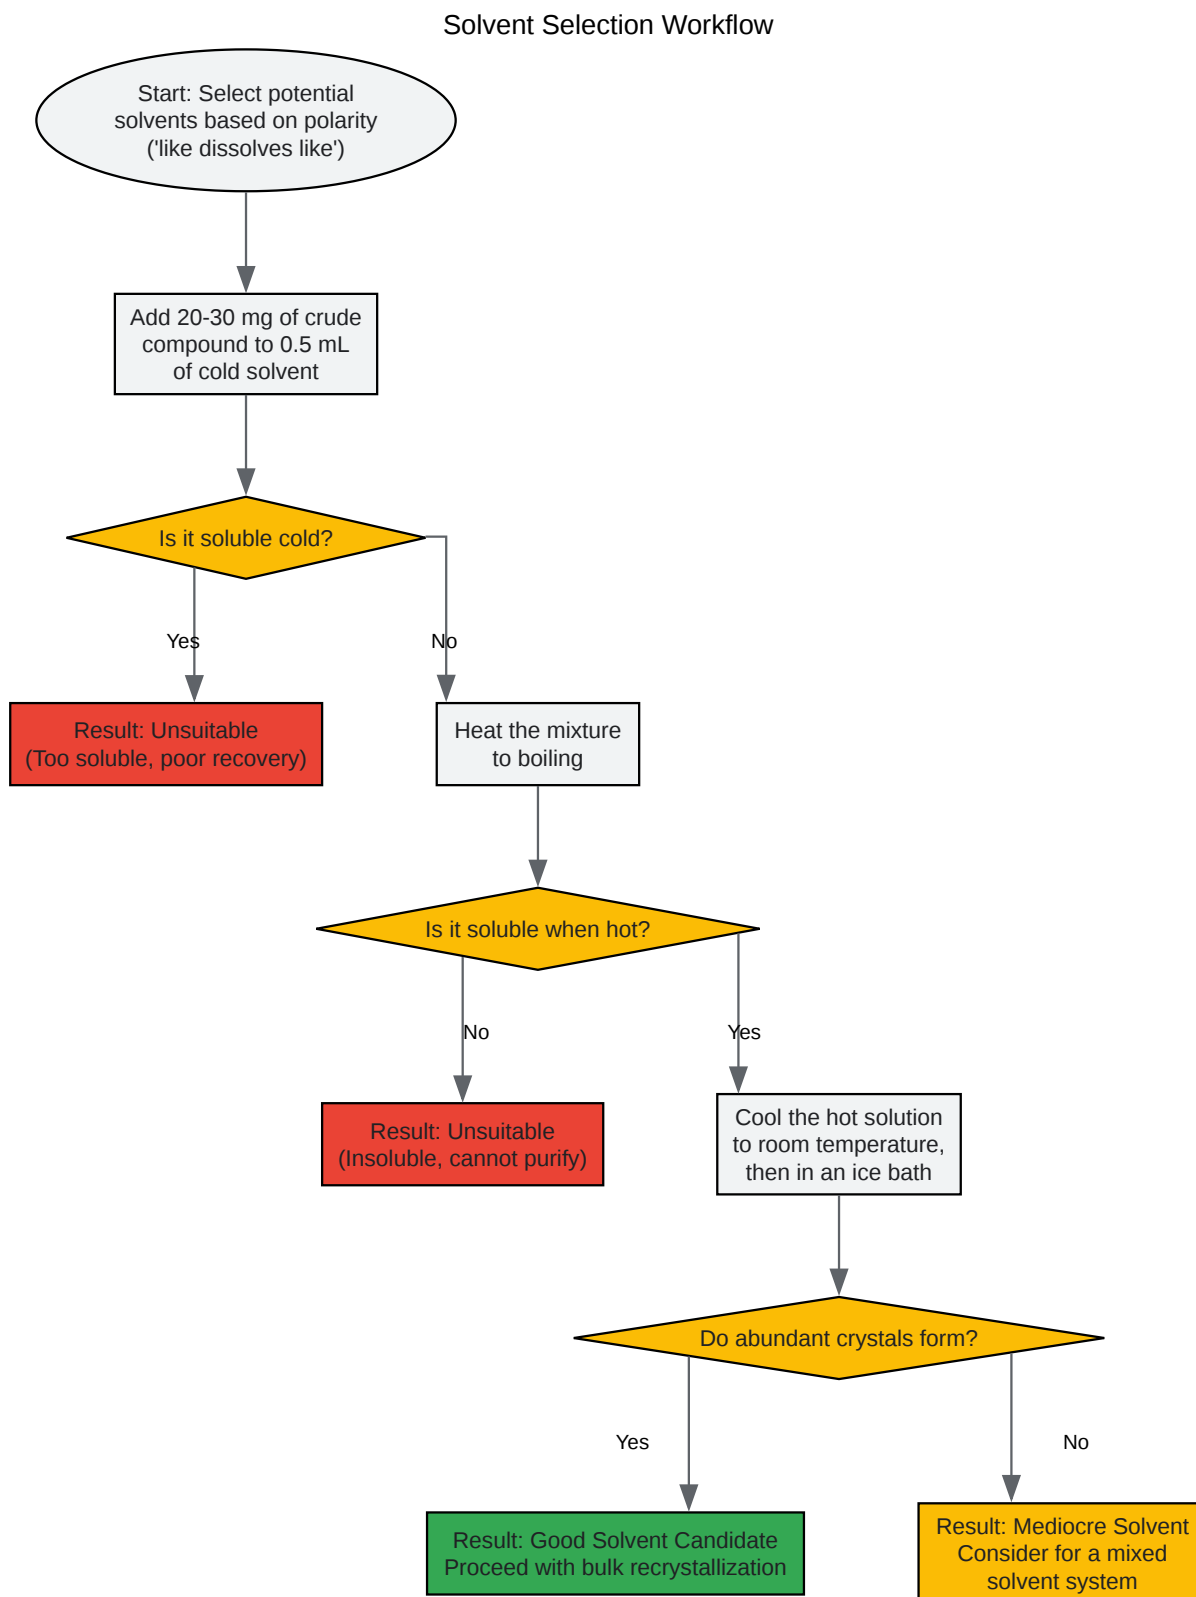 Solvent Selection Workflow
Start: Select potential
solvents based on polarity
('like dissolves like')
Add 20-30 mg of crude
compound to 0.5 mL
of cold solvent
Is it soluble cold?
Yes
No
Result: Unsuitable
(Too soluble, poor recovery)
Heat the mixture
to boiling
Is it soluble when hot?
No
Yes
Result: Unsuitable
(Insoluble, cannot purify)
Cool the hot solution
to room temperature,
then in an ice bath
Do abundant crystals form?
Yes
No
Result: Good Solvent Candidate
Proceed with bulk recrystallization
Result: Mediocre Solvent
Consider for a mixed
solvent system